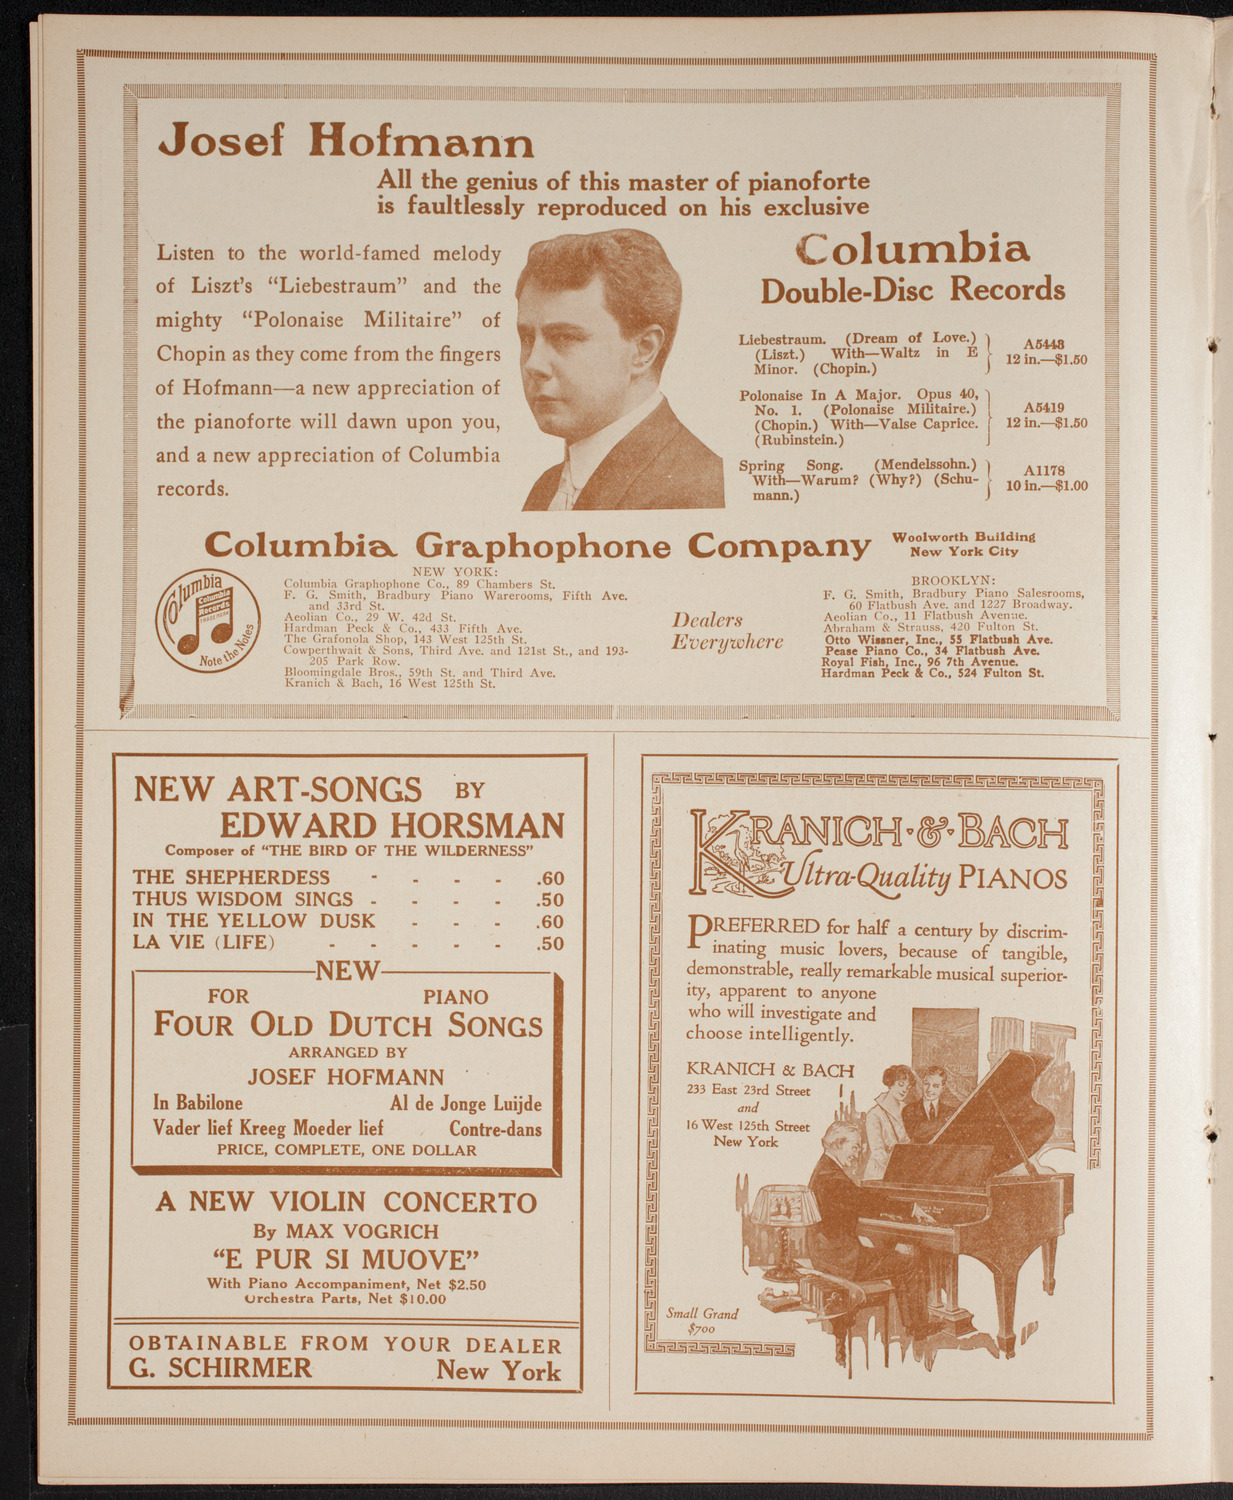 Josef Hofmann
All the genius of this master of pianoforte
is faultlessly reproduced on his exclusive
Listen to the world-famed melody
of Liszt's "Liebestraum" and the
mighty "Polonaise Militaire" of
Chopin as they come from the fingers
of Hofmann—a new appreciation of
the pianoforte will dawn upon you,
and a new appreciation of Columbia
records.
Columbia
Double-Disc Records
Liebestraum. (Dream of Love.)
(Liszt.) With—Waltz in E
Minor. (Chopin.)
A5448
12 in.—$1.50
Polonaise In A Major. Opus 40,
No. 1. (Polonaise Militaire.)
(Chopin.) With—Valse Caprice.
(Rubinstein.)
A5419
12 in.—$1.50
Spring Song. (Mendelssohn.)
With—Warum? (Why?) (Schu-
mann.)
A1178
10 in.—$1.00
Columbia Graphophone Company
Woolworth Building
New York City
Columbia
Columbia
Records
TRADE MARK
Note the Notes
NEW YORK:
Columbia Graphophone Co., 89 Chambers St.
F. G. Smith, Bradbury Piano Warerooms, Fifth Ave.
and 33rd St.
Aeolian Co., 29 W. 42d St.
Hardman Peck & Co., 433 Fifth Ave.
The Grafonola Shop, 143 West 125th St.
Cowperthwait & Sons, Third Ave. and 121st St., and 193-
205 Park Row.
Bloomingdale Bros., 59th St. and Third Ave.
Kranich & Bach, 16 West 125th St.
Dealers
Everywhere
BROOKLYN:
F. G. Smith, Bradbury Piano Salesrooms,
60 Flatbush Ave. and 1227 Broadway.
Aeolian Co., 11 Flatbush Avenue.
Abraham & Strauss, 420 Fulton St.
Otto Wissner, Inc., 55 Flatbush Ave.
Pease Piano Co., 34 Flatbush Ave.
Royal Fish, Inc., 96 7th Avenue.
Hardman Peck & Co., 524 Fulton St.
NEW ART-SONGS BY
EDWARD HORSMAN
Composer of "THE BIRD OF THE WILDERNESS"
THE SHEPHERDESS - - - - .60
THUS WISDOM SINGS - - - - .50
IN THE YELLOW DUSK - - - .60
LA VIE (LIFE) - - - - - .50
NEW
FOR PIANO
FOUR OLD DUTCH SONGS
ARRANGED BY
JOSEF HOFMANN
In Babilone Al de Jonge Luijde
Vader lief Kreeg Moeder lief Contre-dans
PRICE, COMPLETE, ONE DOLLAR
A NEW VIOLIN CONCERTO
By MAX VOGRICH
"E PUR SI MUOVE"
With Piano Accompaniment, Net $2.50
Orchestra Parts, Net $10.00
OBTAINABLE FROM YOUR DEALER
G. SCHIRMER New York
KRANICH·&·BACH
Ultra-Quality PIANOS
PREFERRED for half a century by discrim-
inating music lovers, because of tangible,
demonstrable, really remarkable musical superior-
ity, apparent to anyone
who will investigate and
choose intelligently.
KRANICH & BACH
233 East 23rd Street
and
16 West 125th Street
New York
Small Grand
$700